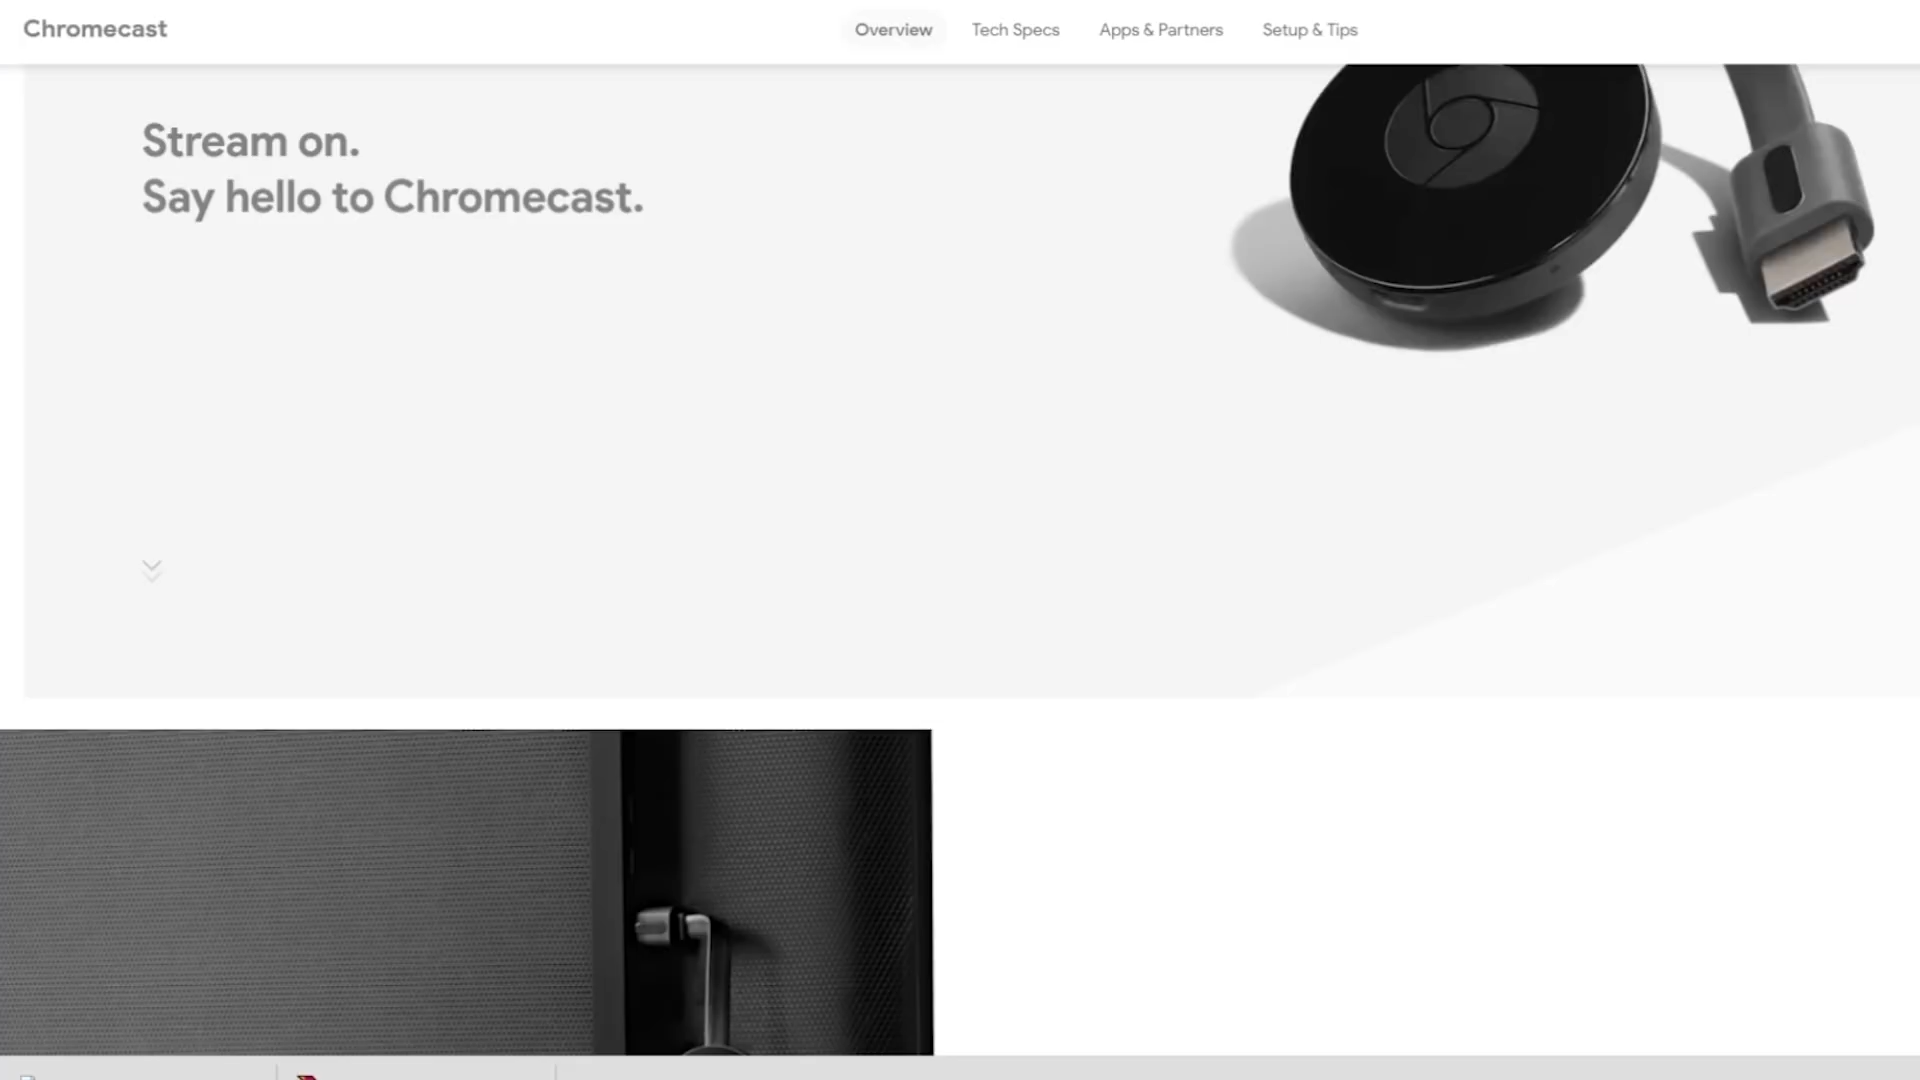 Chromecast
Overview
Tech Specs
Apps & Partners
Setup & Tips
Stream on.
Say hello to Chromecast.